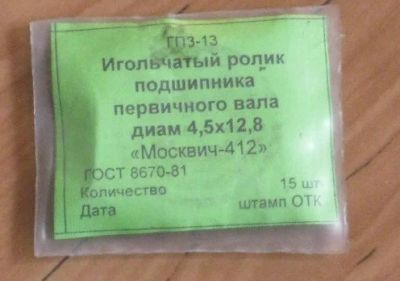 ГПЗ-13
Игольчатый ролик
подшипника
первичного вала
диам 4,5х12,8
«Москвич-412»
ГОСТ 8670-81
Количество 15 шт
Дата штамп ОТК